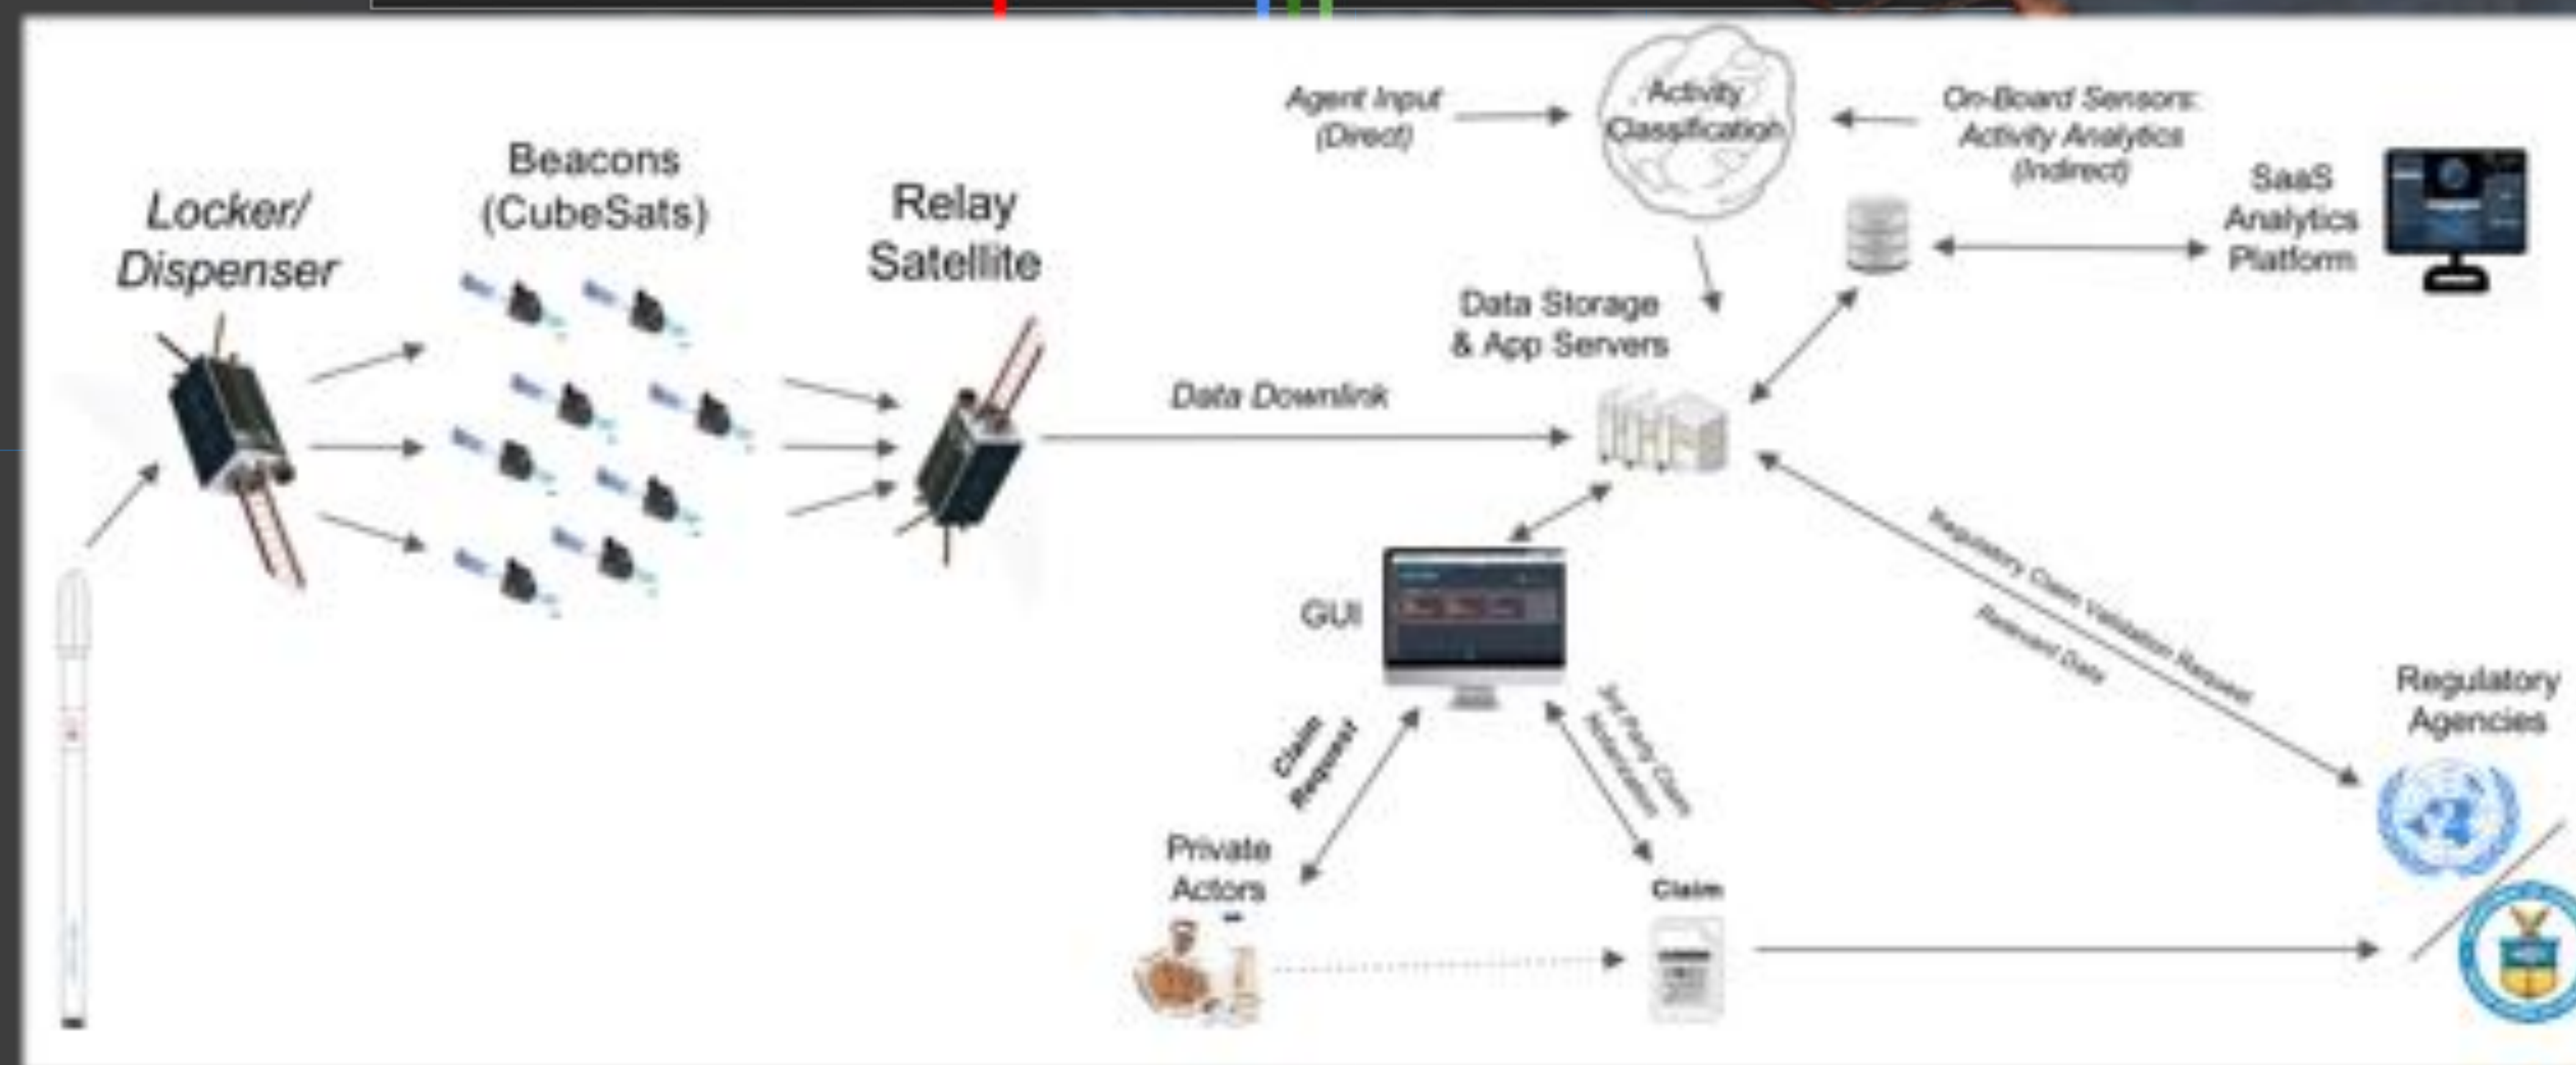 Locker/
Dispenser
Beacons
(CubeSats)
Relay
Satellite
Agent Input
(Direct)
Activity
Classification
On-Board Sensors:
Activity Analytics
(Indirect)
SaaS
Analytics
Platform
Data Storage
& App Servers
Data Downlink
GUI
Regulatory Claim Validation Request
Relevant Data
Regulatory
Agencies
Claim
Request
3rd Party Claim
Notarization
Private
Actors
Claim